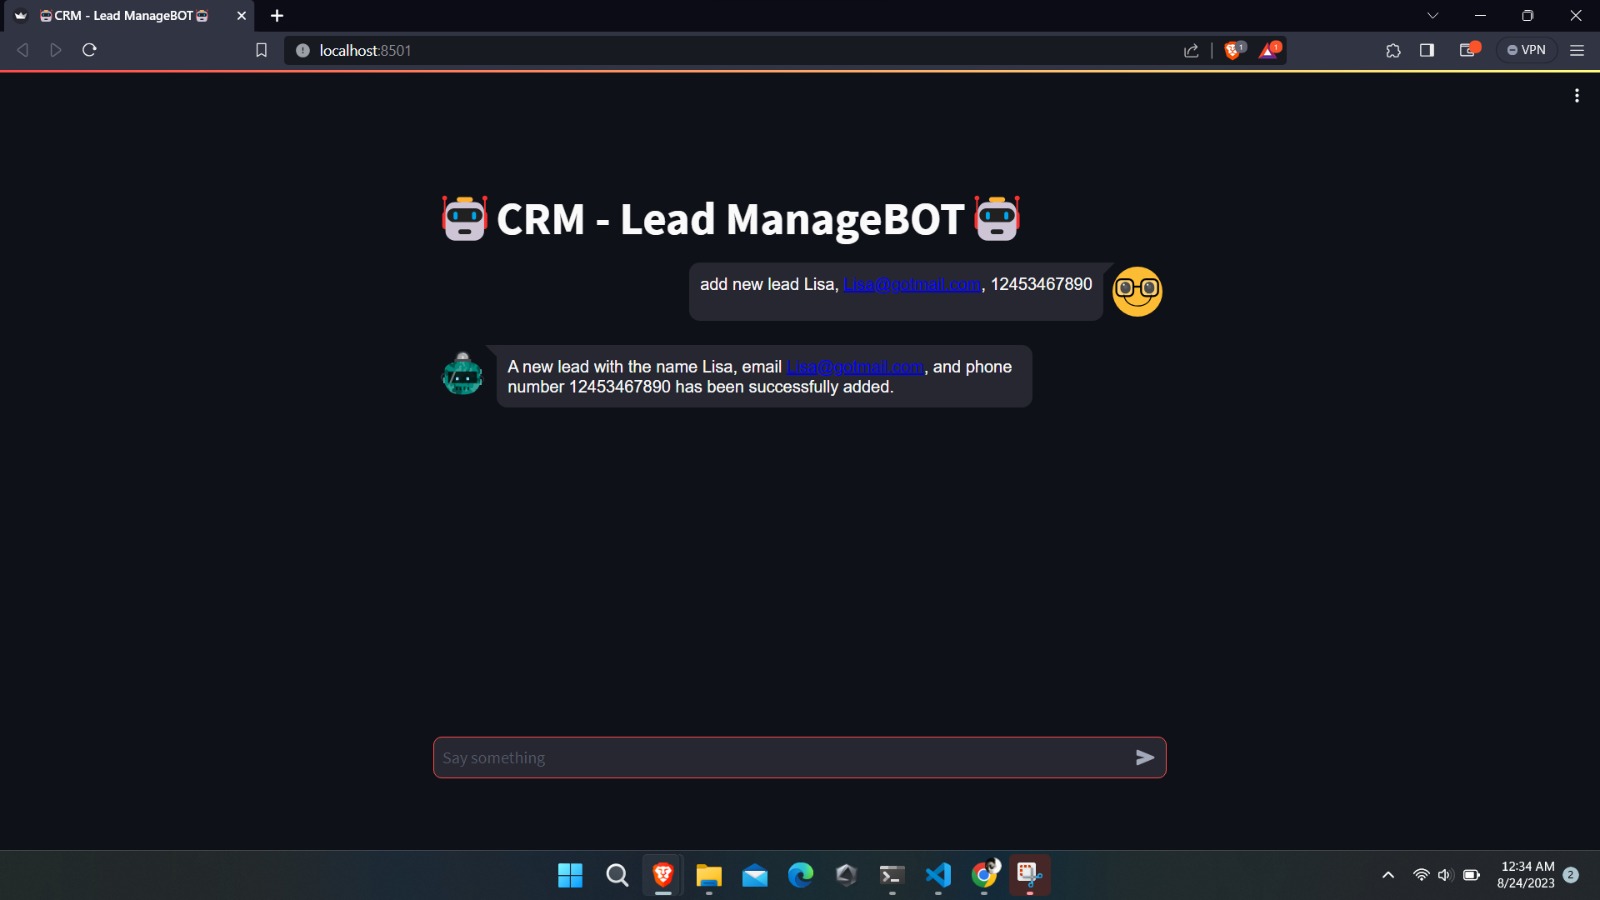 CRM - Lead ManageBOT
localhost:8501
1
1
VPN
CRM - Lead ManageBOT
add new lead Lisa, Lisa@gotmail.com, 12453467890
A new lead with the name Lisa, email Lisa@gotmail.com, and phone
number 12453467890 has been successfully added.
Say something
12:34 AM
8/24/2023
2